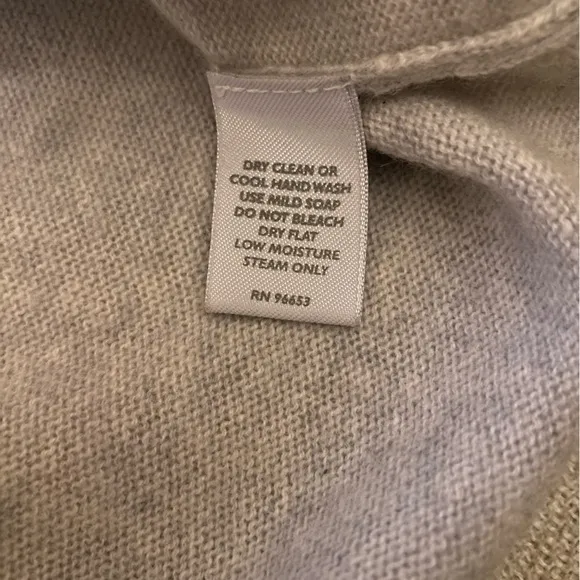 DRY CLEAN OR
COOL HAND WASH
USE MILD SOAP
DO NOT BLEACH
DRY FLAT
LOW MOISTURE
STEAM ONLY
RN 96653